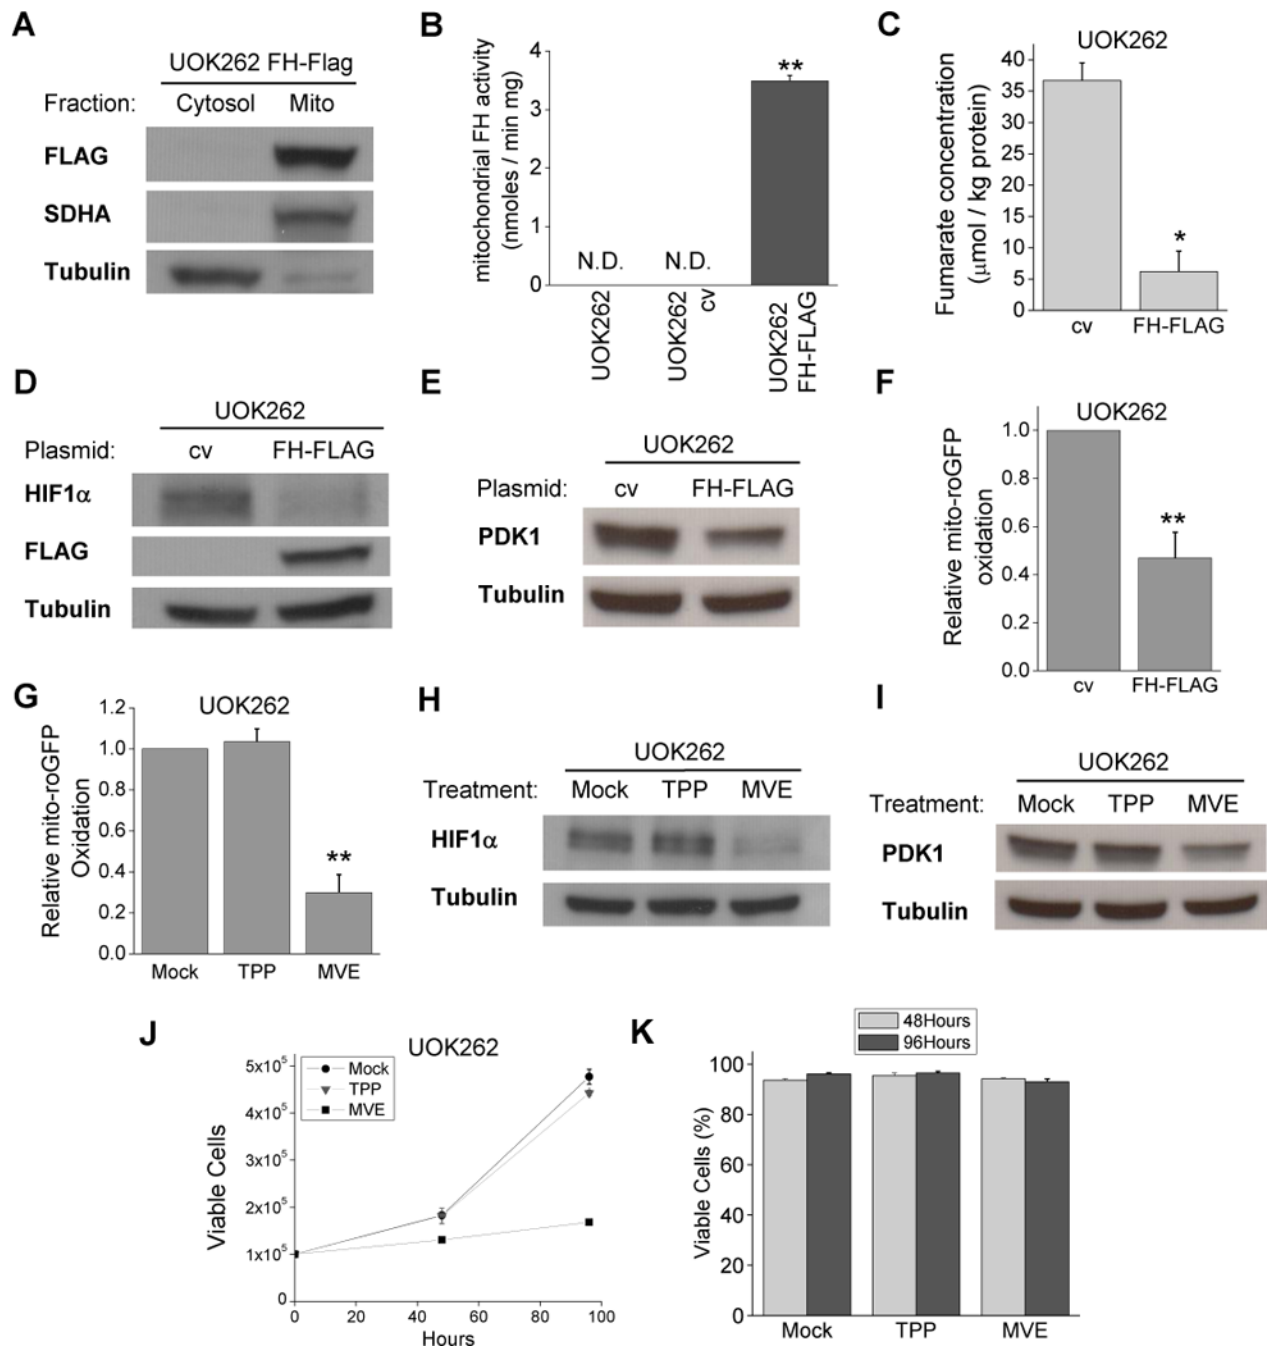 A
UOK262 FH-Flag
Fraction: Cytosol Mito
FLAG
SDHA
Tubulin
B
mitochondrial FH activity
(nmoles / min mg)
4
3
2
1
0
N.D. N.D. **
UOK262
UOK262
cv
UOK262
FH-FLAG
C
UOK262
Fumarate concentration
(μmol / kg protein)
40
35
30
25
20
15
10
5
0
*
cv FH-FLAG
D
UOK262
Plasmid: cv FH-FLAG
HIF1α
FLAG
Tubulin
E
UOK262
Plasmid: cv FH-FLAG
PDK1
Tubulin
F
UOK262
Relative mito-roGFP
oxidation
1.0
0.8
0.6
0.4
0.2
0.0
**
cv FH-FLAG
G
UOK262
Relative mito-roGFP
Oxidation
1.2
1.0
0.8
0.6
0.4
0.2
0.0
**
Mock TPP MVE
H
UOK262
Treatment: Mock TPP MVE
HIF1α
Tubulin
I
UOK262
Treatment: Mock TPP MVE
PDK1
Tubulin
J
UOK262
Mock
TPP
MVE
Viable Cells
5x10⁵
4x10⁵
3x10⁵
2x10⁵
1x10⁵
0
0 20 40 60 80 100
Hours
K
48Hours
96Hours
Viable Cells (%)
100
80
60
40
20
0
Mock TPP MVE